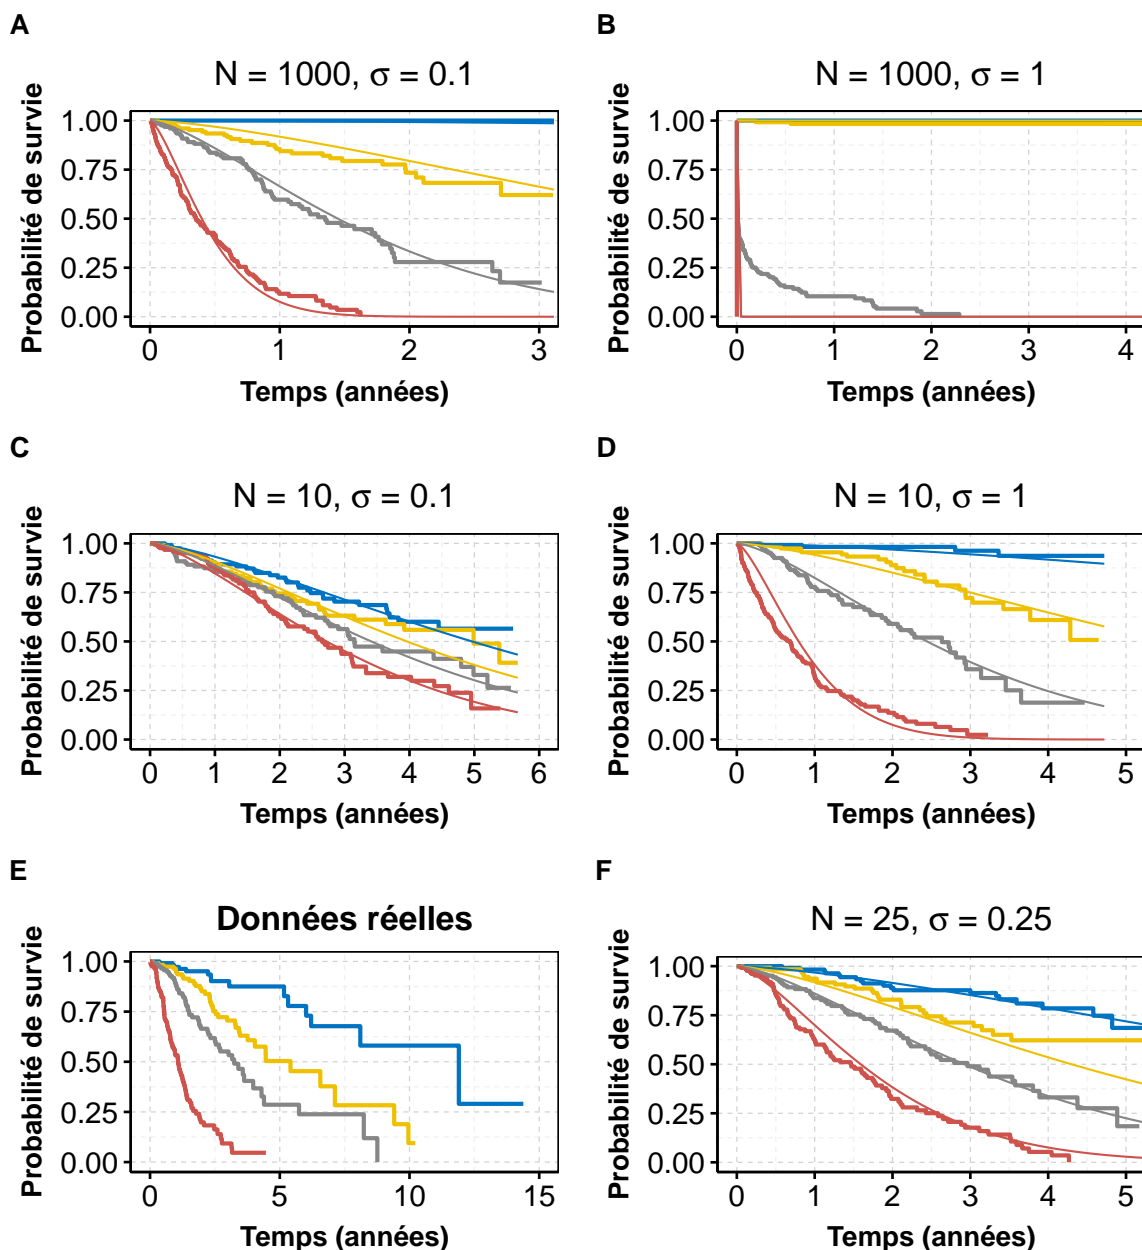 A
N = 1000, σ = 0.1
Probabilité de survie
1.00
0.75
0.50
0.25
0.00
0 1 2 3
Temps (années)
B
N = 1000, σ = 1
Probabilité de survie
1.00
0.75
0.50
0.25
0.00
0 1 2 3 4
Temps (années)
C
N = 10, σ = 0.1
Probabilité de survie
1.00
0.75
0.50
0.25
0.00
0 1 2 3 4 5 6
Temps (années)
D
N = 10, σ = 1
Probabilité de survie
1.00
0.75
0.50
0.25
0.00
0 1 2 3 4 5
Temps (années)
E
Données réelles
Probabilité de survie
1.00
0.75
0.50
0.25
0.00
0 5 10 15
Temps (années)
F
N = 25, σ = 0.25
Probabilité de survie
1.00
0.75
0.50
0.25
0.00
0 1 2 3 4 5
Temps (années)